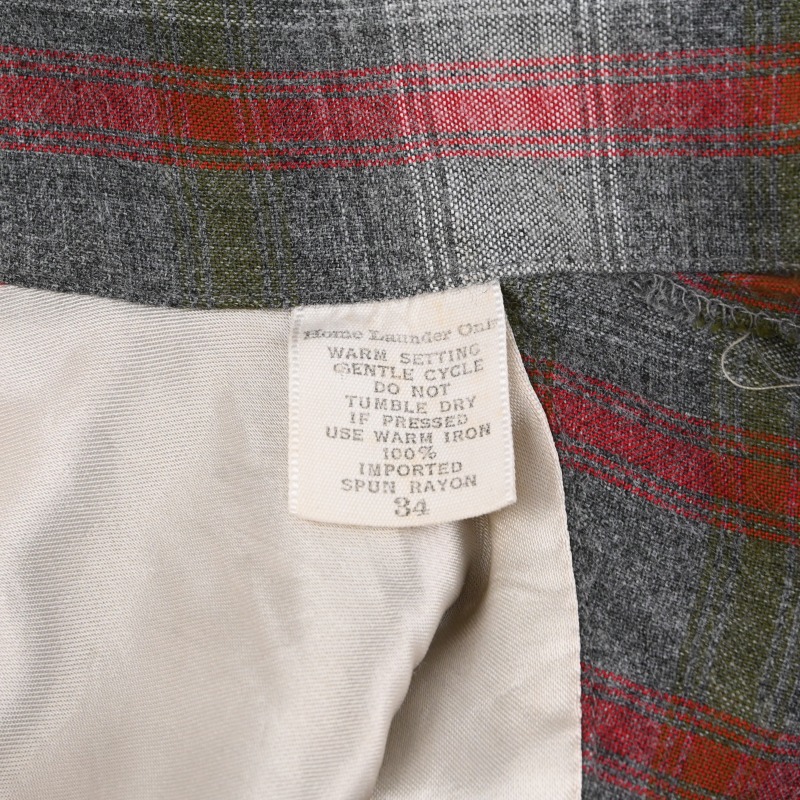 Home Launder Only
WARM SETTING
GENTLE CYCLE
DO NOT
TUMBLE DRY
IF PRESSED
USE WARM IRON
100%
IMPORTED
SPUN RAYON
34